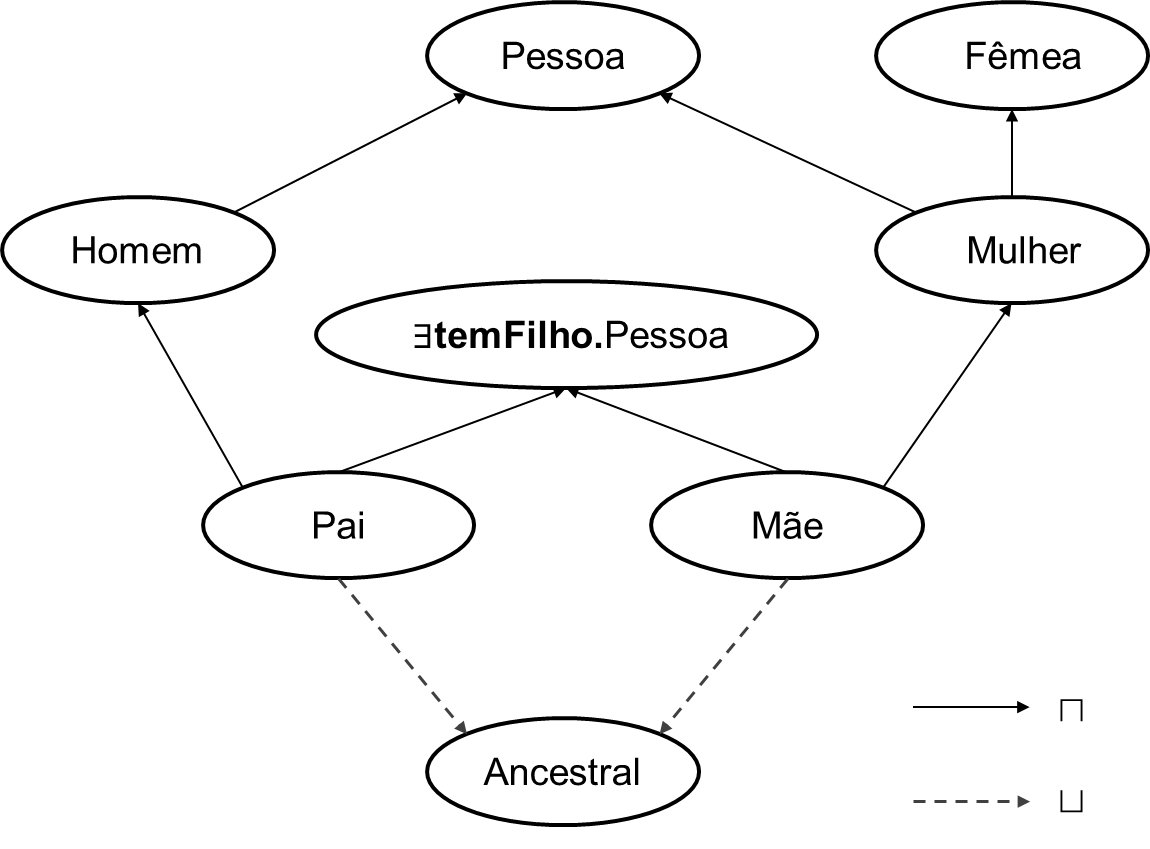 Pessoa
Fêmea
Homem
Mulher
∃temFilho.Pessoa
Pai
Mãe
Ancestral
⊓
⊔